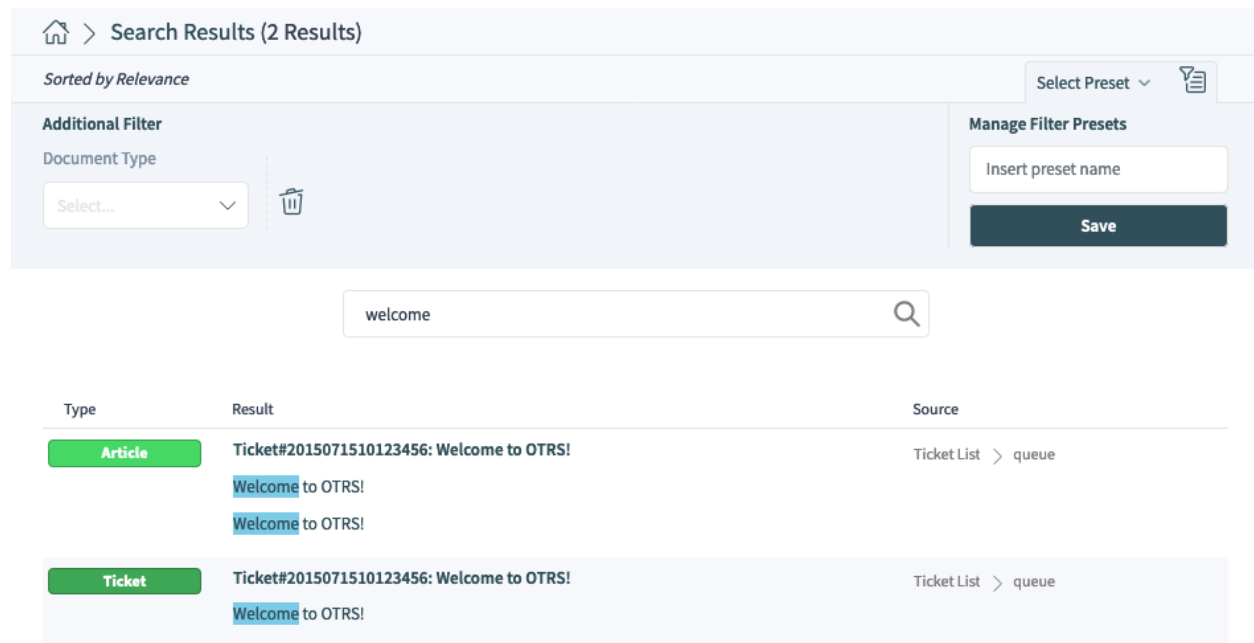 Search Results (2 Results)
Sorted by Relevance
Select Preset
Additional Filter
Manage Filter Presets
Document Type
Insert preset name
Select...
Save
welcome
Type Result Source
Article Ticket#2015071510123456: Welcome to OTRS! Ticket List > queue
Welcome to OTRS!
Welcome to OTRS!
Ticket Ticket#2015071510123456: Welcome to OTRS! Ticket List > queue
Welcome to OTRS!